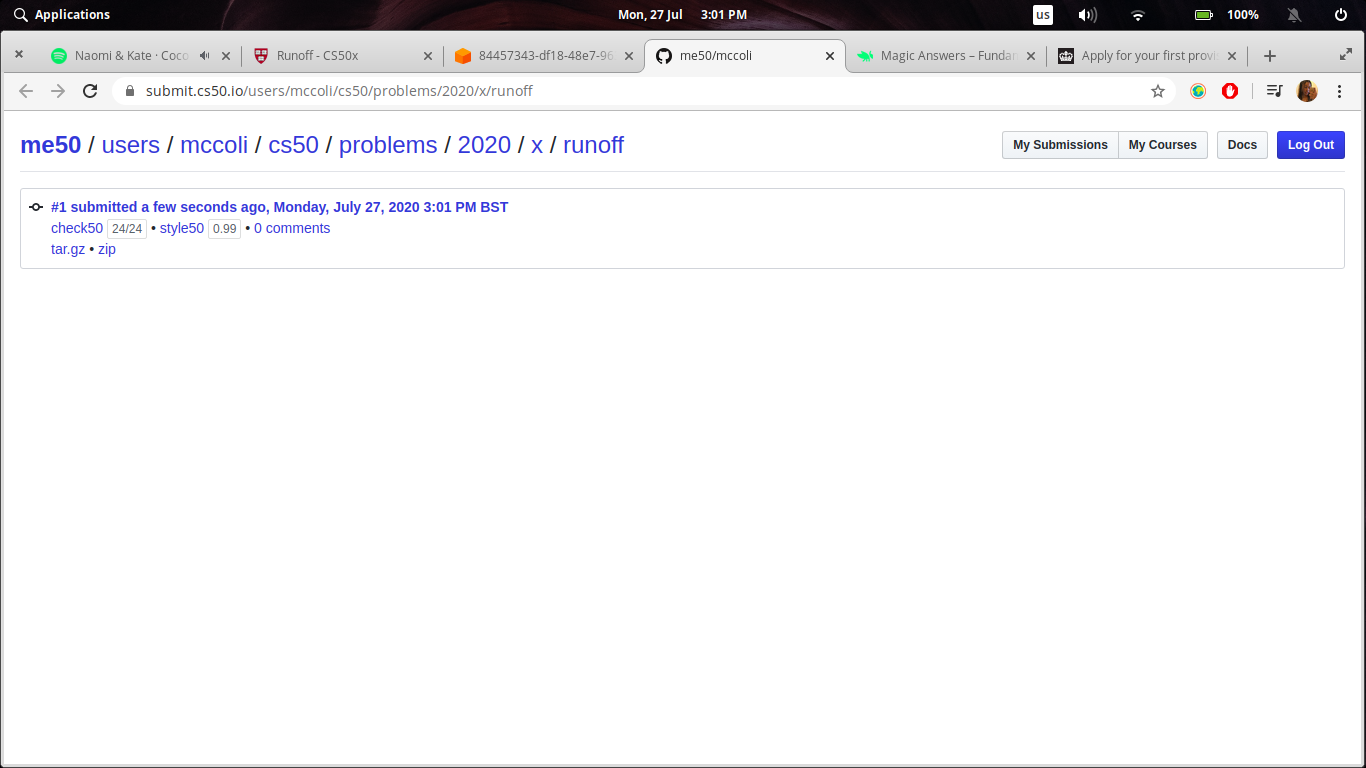 Applications
Mon, 27 Jul 3:01 PM
us
100%
Naomi & Kate · Coco
Runoff - CS50x
84457343-df18-48e7-96
me50/mccoli
Magic Answers – Fundar
Apply for your first provi
submit.cs50.io/users/mccoli/cs50/problems/2020/x/runoff
me50 / users / mccoli / cs50 / problems / 2020 / x / runoff
My Submissions
My Courses
Docs
Log Out
#1 submitted a few seconds ago, Monday, July 27, 2020 3:01 PM BST
check50 24/24 • style50 0.99 • 0 comments
tar.gz • zip